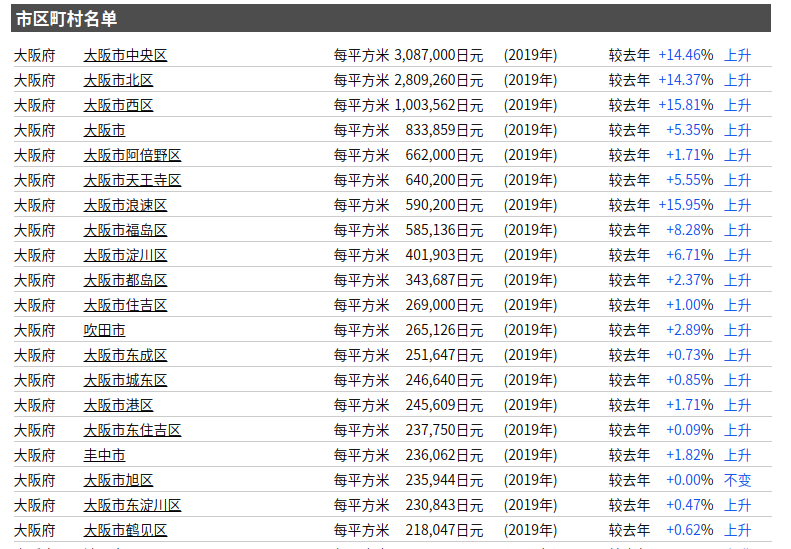 市区町村名单
大阪府 大阪市中央区 每平方米 3,087,000日元 (2019年) 较去年 +14.46% 上升
大阪府 大阪市北区 每平方米 2,809,260日元 (2019年) 较去年 +14.37% 上升
大阪府 大阪市西区 每平方米 1,003,562日元 (2019年) 较去年 +15.81% 上升
大阪府 大阪市 每平方米 833,859日元 (2019年) 较去年 +5.35% 上升
大阪府 大阪市阿倍野区 每平方米 662,000日元 (2019年) 较去年 +1.71% 上升
大阪府 大阪市天王寺区 每平方米 640,200日元 (2019年) 较去年 +5.55% 上升
大阪府 大阪市浪速区 每平方米 590,200日元 (2019年) 较去年 +15.95% 上升
大阪府 大阪市福岛区 每平方米 585,136日元 (2019年) 较去年 +8.28% 上升
大阪府 大阪市淀川区 每平方米 401,903日元 (2019年) 较去年 +6.71% 上升
大阪府 大阪市都岛区 每平方米 343,687日元 (2019年) 较去年 +2.37% 上升
大阪府 大阪市住吉区 每平方米 269,000日元 (2019年) 较去年 +1.00% 上升
大阪府 吹田市 每平方米 265,126日元 (2019年) 较去年 +2.89% 上升
大阪府 大阪市东成区 每平方米 251,647日元 (2019年) 较去年 +0.73% 上升
大阪府 大阪市城东区 每平方米 246,640日元 (2019年) 较去年 +0.85% 上升
大阪府 大阪市港区 每平方米 245,609日元 (2019年) 较去年 +1.71% 上升
大阪府 大阪市东住吉区 每平方米 237,750日元 (2019年) 较去年 +0.09% 上升
大阪府 丰中市 每平方米 236,062日元 (2019年) 较去年 +1.82% 上升
大阪府 大阪市旭区 每平方米 235,944日元 (2019年) 较去年 +0.00% 不变
大阪府 大阪市东淀川区 每平方米 230,843日元 (2019年) 较去年 +0.47% 上升
大阪府 大阪市鹤见区 每平方米 218,047日元 (2019年) 较去年 +0.62% 上升